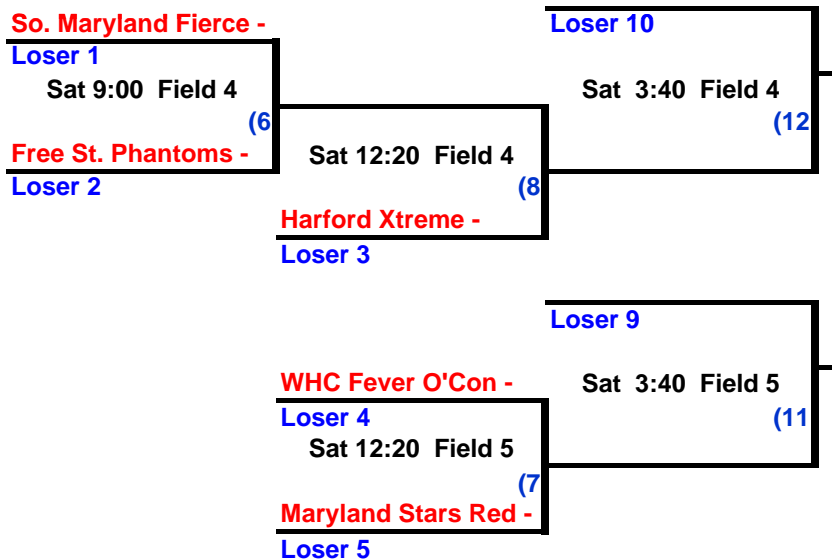 So. Maryland Fierce -
Loser 1
Sat 9:00 Field 4
(6
Free St. Phantoms -
Loser 2
Sat 12:20 Field 4
(8
Harford Xtreme -
Loser 3
Loser 10
Sat 3:40 Field 4
(12
Loser 9
Sat 3:40 Field 5
(11
WHC Fever O'Con -
Loser 4
Sat 12:20 Field 5
(7
Maryland Stars Red -
Loser 5